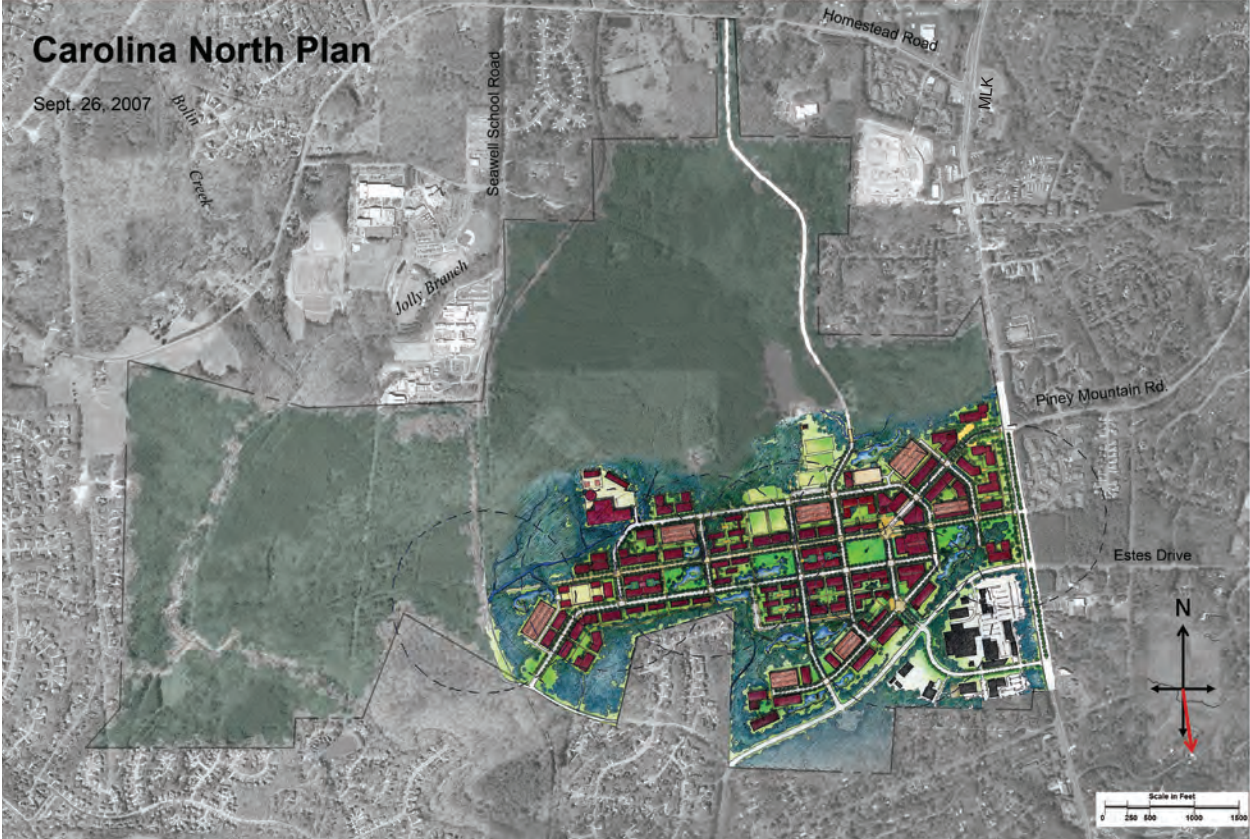 Carolina North Plan
Sept. 26, 2007
Homestead Road
MLK
Seawell School Road
Bolin
Creek
Jolly Branch
Piney Mountain Rd.
Estes Drive
N
Scale in Feet
0 250 500 1000 1500